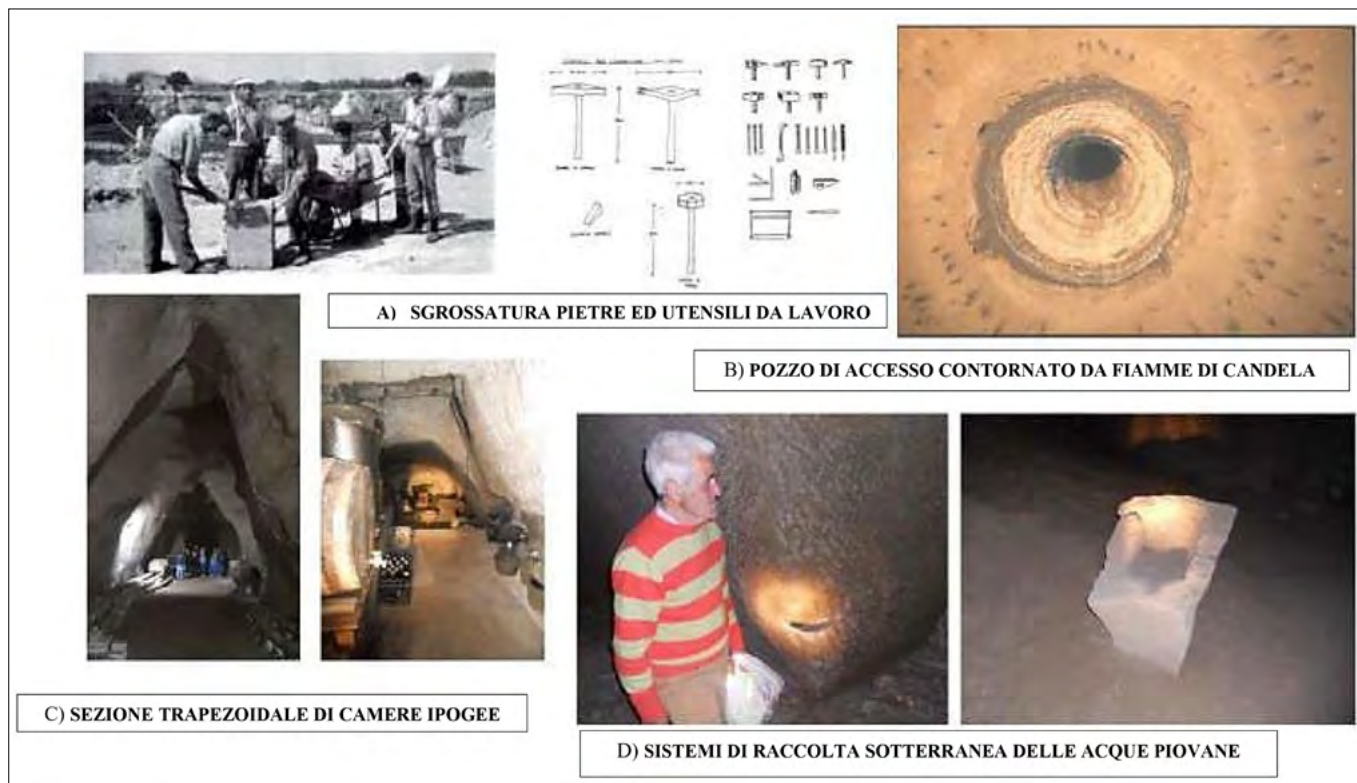 A) SGROSSATURA PIETRE ED UTENSILI DA LAVORO
B) POZZO DI ACCESSO CONTORNATO DA FIAMME DI CANDELA
C) SEZIONE TRAPEZOIDALE DI CAMERE IPOGEE
D) SISTEMI DI RACCOLTA SOTTERRANEA DELLE ACQUE PIOVANE